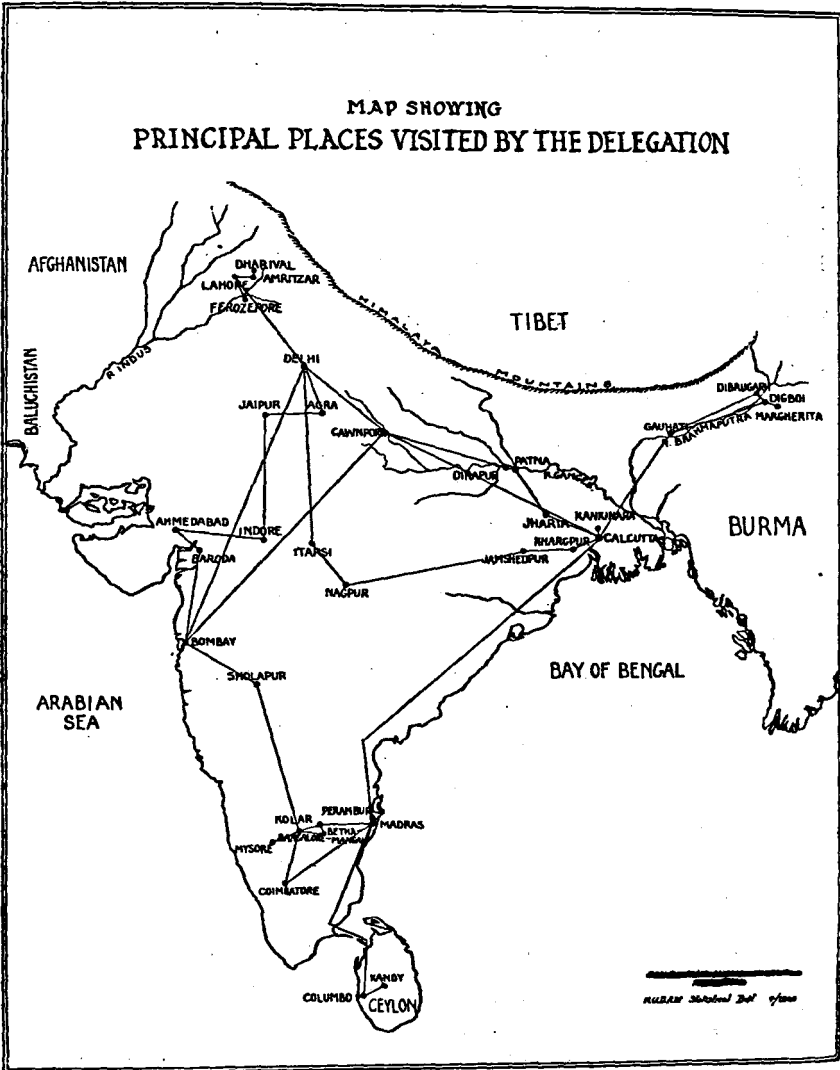 MAP SHOWING
PRINCIPAL PLACES VISITED BY THE DELEGATION
AFGHANISTAN
DHARIVAL
LAHORE
AMRITZAR
FEROZEPORE
HIMALAYA
MOUNTAINS
TIBET
R. INDUS
BALUCHISTAN
DELHI
JAIPUR
AGRA
CAWNPORE
DIBRUGARH
DIGBOI
MARGHERITA
GAUHATI
R. BRAHMAPUTRA
PATNA
R. GANGES
DINAPUR
JHARIA
KANKINARA
AHMEDABAD
INDORE
KHARGPUR
CALCUTTA
BURMA
BARODA
ITARSI
JAMSHEDPUR
NAGPUR
BOMBAY
SHOLAPUR
BAY OF BENGAL
ARABIAN
SEA
KOLAR
PERAMBUR
MADRAS
BANGALORE
BETHA-
MANGALA
MYSORE
COIMBATORE
KANDY
COLUMBO
CEYLON